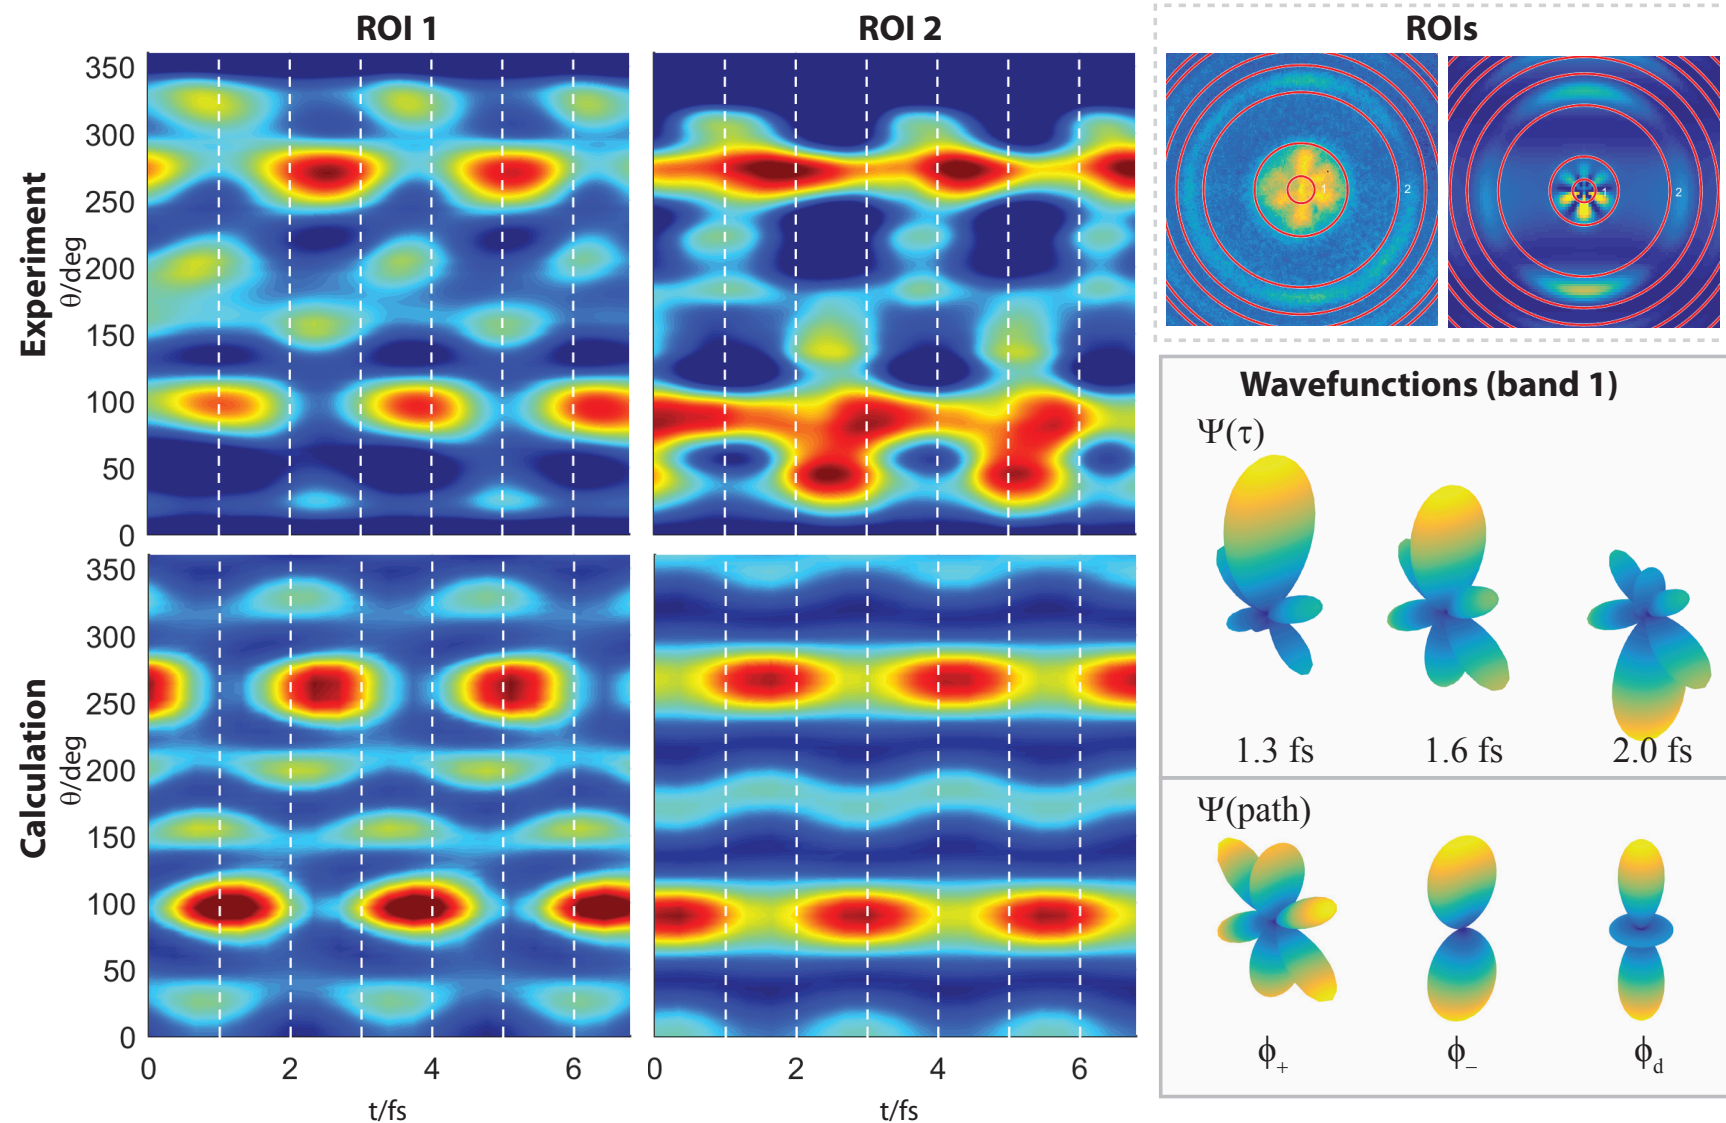 ROI 1
ROI 2
ROIs
Experiment
θ/deg
350
300
250
200
150
100
50
0
1
2
1
2
Wavefunctions (band 1)
Ψ(τ)
1.3 fs
1.6 fs
2.0 fs
Calculation
θ/deg
350
300
250
200
150
100
50
0
0 2 4 6
0 2 4 6
t/fs
t/fs
Ψ(path)
ϕ₊
ϕ₋
ϕd